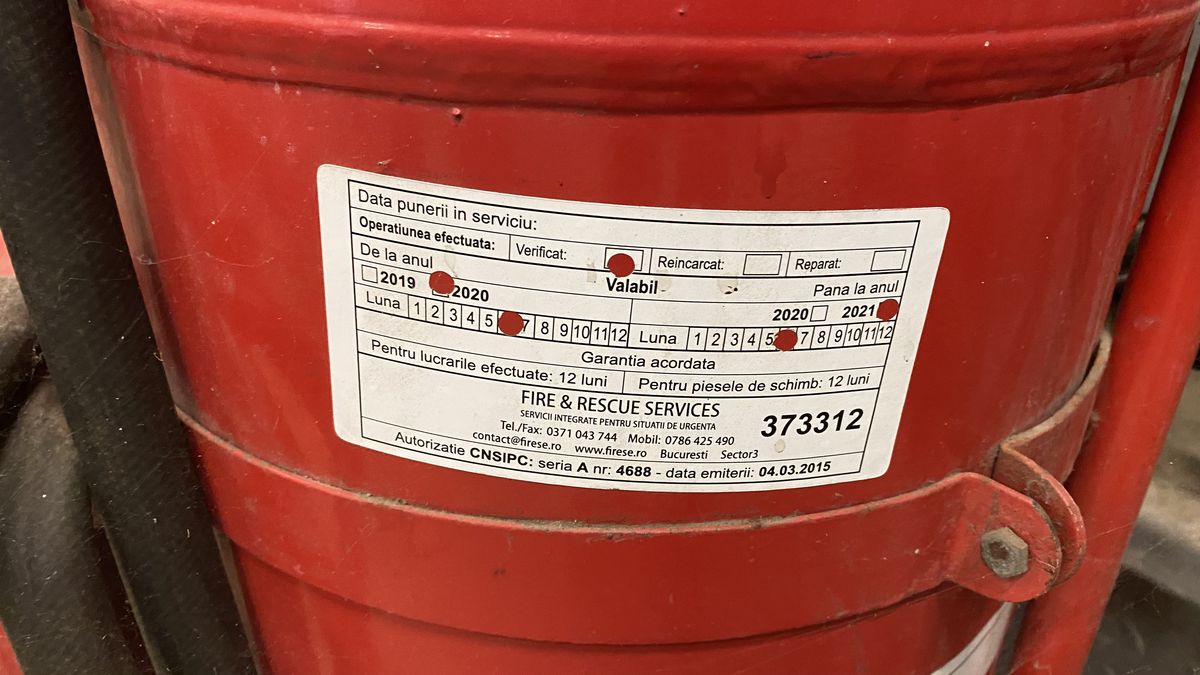 Data punerii in serviciu:
Operatiunea efectuata: Verificat: Reincarcat: Reparat:
De la anul Valabil Pana la anul
2019 2020 2020 2021
Luna 1 2 3 4 5 7 8 9 10 11 12 Luna 1 2 3 4 5 7 8 9 10 11 12
Garantia acordata
Pentru lucrarile efectuate: 12 luni Pentru piesele de schimb: 12 luni
FIRE & RESCUE SERVICES
SERVICII INTEGRATE PENTRU SITUATII DE URGENTA
373312
Tel./Fax: 0371 043 744 Mobil: 0786 425 490
contact@firese.ro www.firese.ro Bucuresti Sector3
Autorizatie CNSIPC: seria A nr: 4688 - data emiterii: 04.03.2015